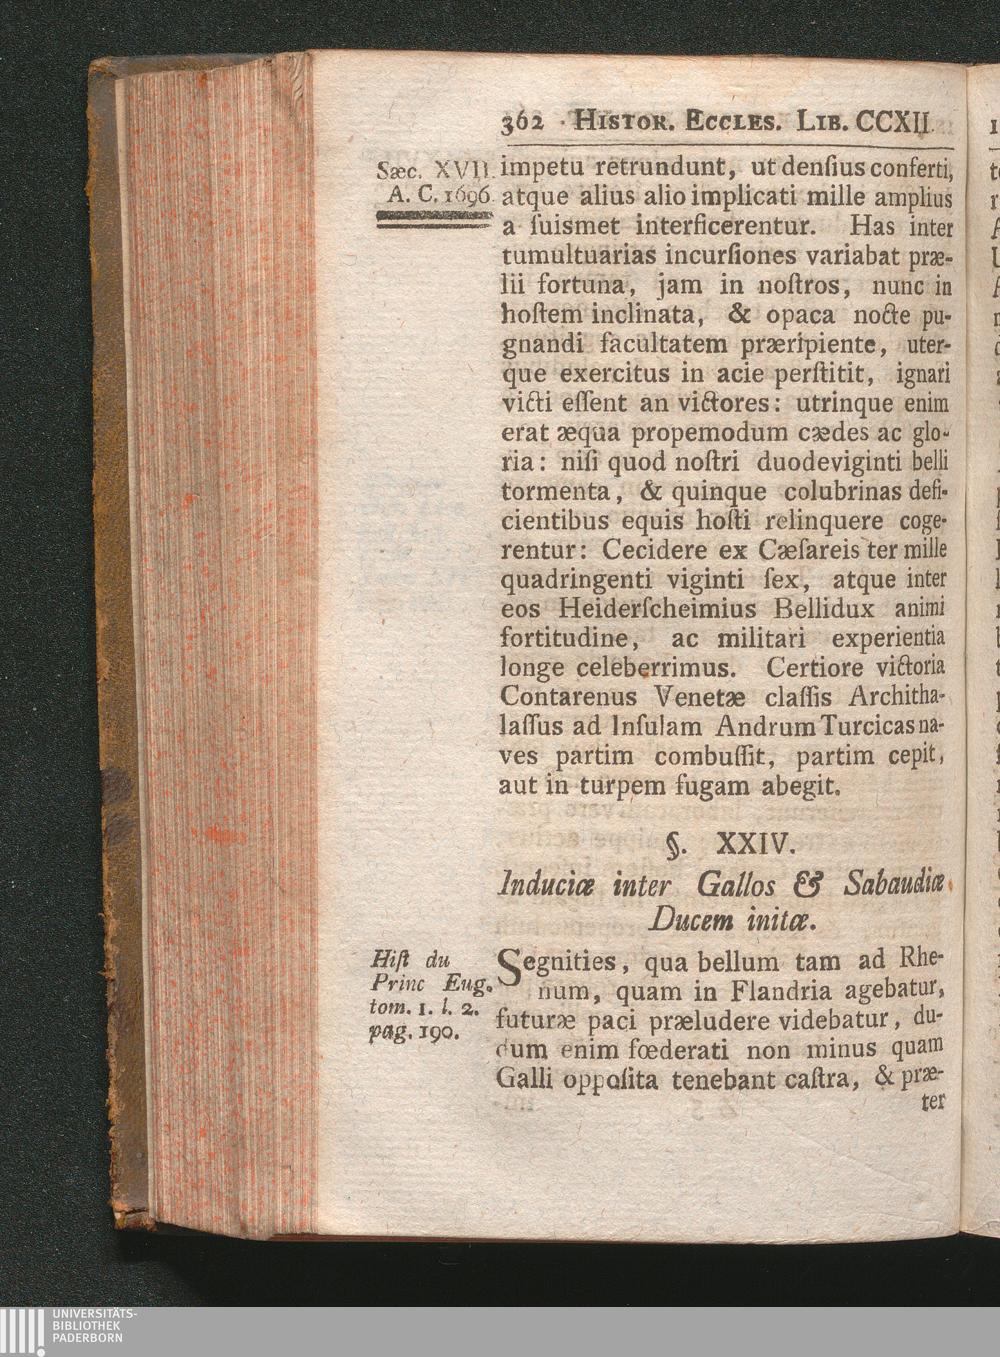 362 Histor. Eccles. Lib. CCXII.
Sæc. XVII.
A. C. 1696.
impetu retrundunt, ut denſius conferti,
atque alius alio implicati mille amplius
a ſuismet interficerentur. Has inter
tumultuarias incurſiones variabat præ-
lii fortuna, jam in noſtros, nunc in
hoſtem inclinata, & opaca nocte pu-
gnandi facultatem præripiente, uter-
que exercitus in acie perſtitit, ignari
victi eſſent an victores: utrinque enim
erat æqua propemodum cædes ac glo-
ria: niſi quod noſtri duodeviginti belli
tormenta, & quinque colubrinas defi-
cientibus equis hoſti relinquere coge-
rentur: Cecidere ex Cæſareis ter mille
quadringenti viginti ſex, atque inter
eos Heiderſcheimius Bellidux animi
fortitudine, ac militari experientia
longe celeberrimus. Certiore victoria
Contarenus Venetæ claſſis Architha-
laſſus ad Inſulam Andrum Turcicas na-
ves partim combuſſit, partim cepit,
aut in turpem fugam abegit.
§. XXIV.
Induciæ inter Gallos & Sabaudiæ
Ducem initæ.
Hiſt du
Princ Eug.
tom. 1. l. 2.
pag. 190.
Segnities, qua bellum tam ad Rhe-
num, quam in Flandria agebatur,
futuræ paci præludere videbatur, du-
dum enim fœderati non minus quam
Galli oppoſita tenebant caſtra, & præ-
ter
UNIVERSITÄTS-
BIBLIOTHEK
PADERBORN